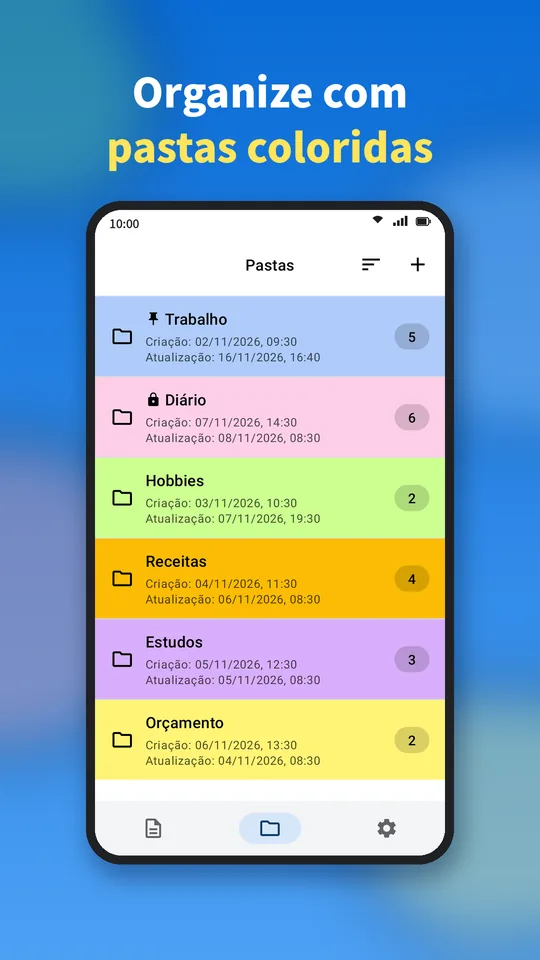 Organize com
pastas coloridas
10:00
Pastas
Trabalho
Criação: 02/11/2026, 09:30
Atualização: 16/11/2026, 16:40
5
Diário
Criação: 07/11/2026, 14:30
Atualização: 08/11/2026, 08:30
6
Hobbies
Criação: 03/11/2026, 10:30
Atualização: 07/11/2026, 19:30
2
Receitas
Criação: 04/11/2026, 11:30
Atualização: 06/11/2026, 08:30
4
Estudos
Criação: 05/11/2026, 12:30
Atualização: 05/11/2026, 08:30
3
Orçamento
Criação: 06/11/2026, 13:30
Atualização: 04/11/2026, 08:30
2